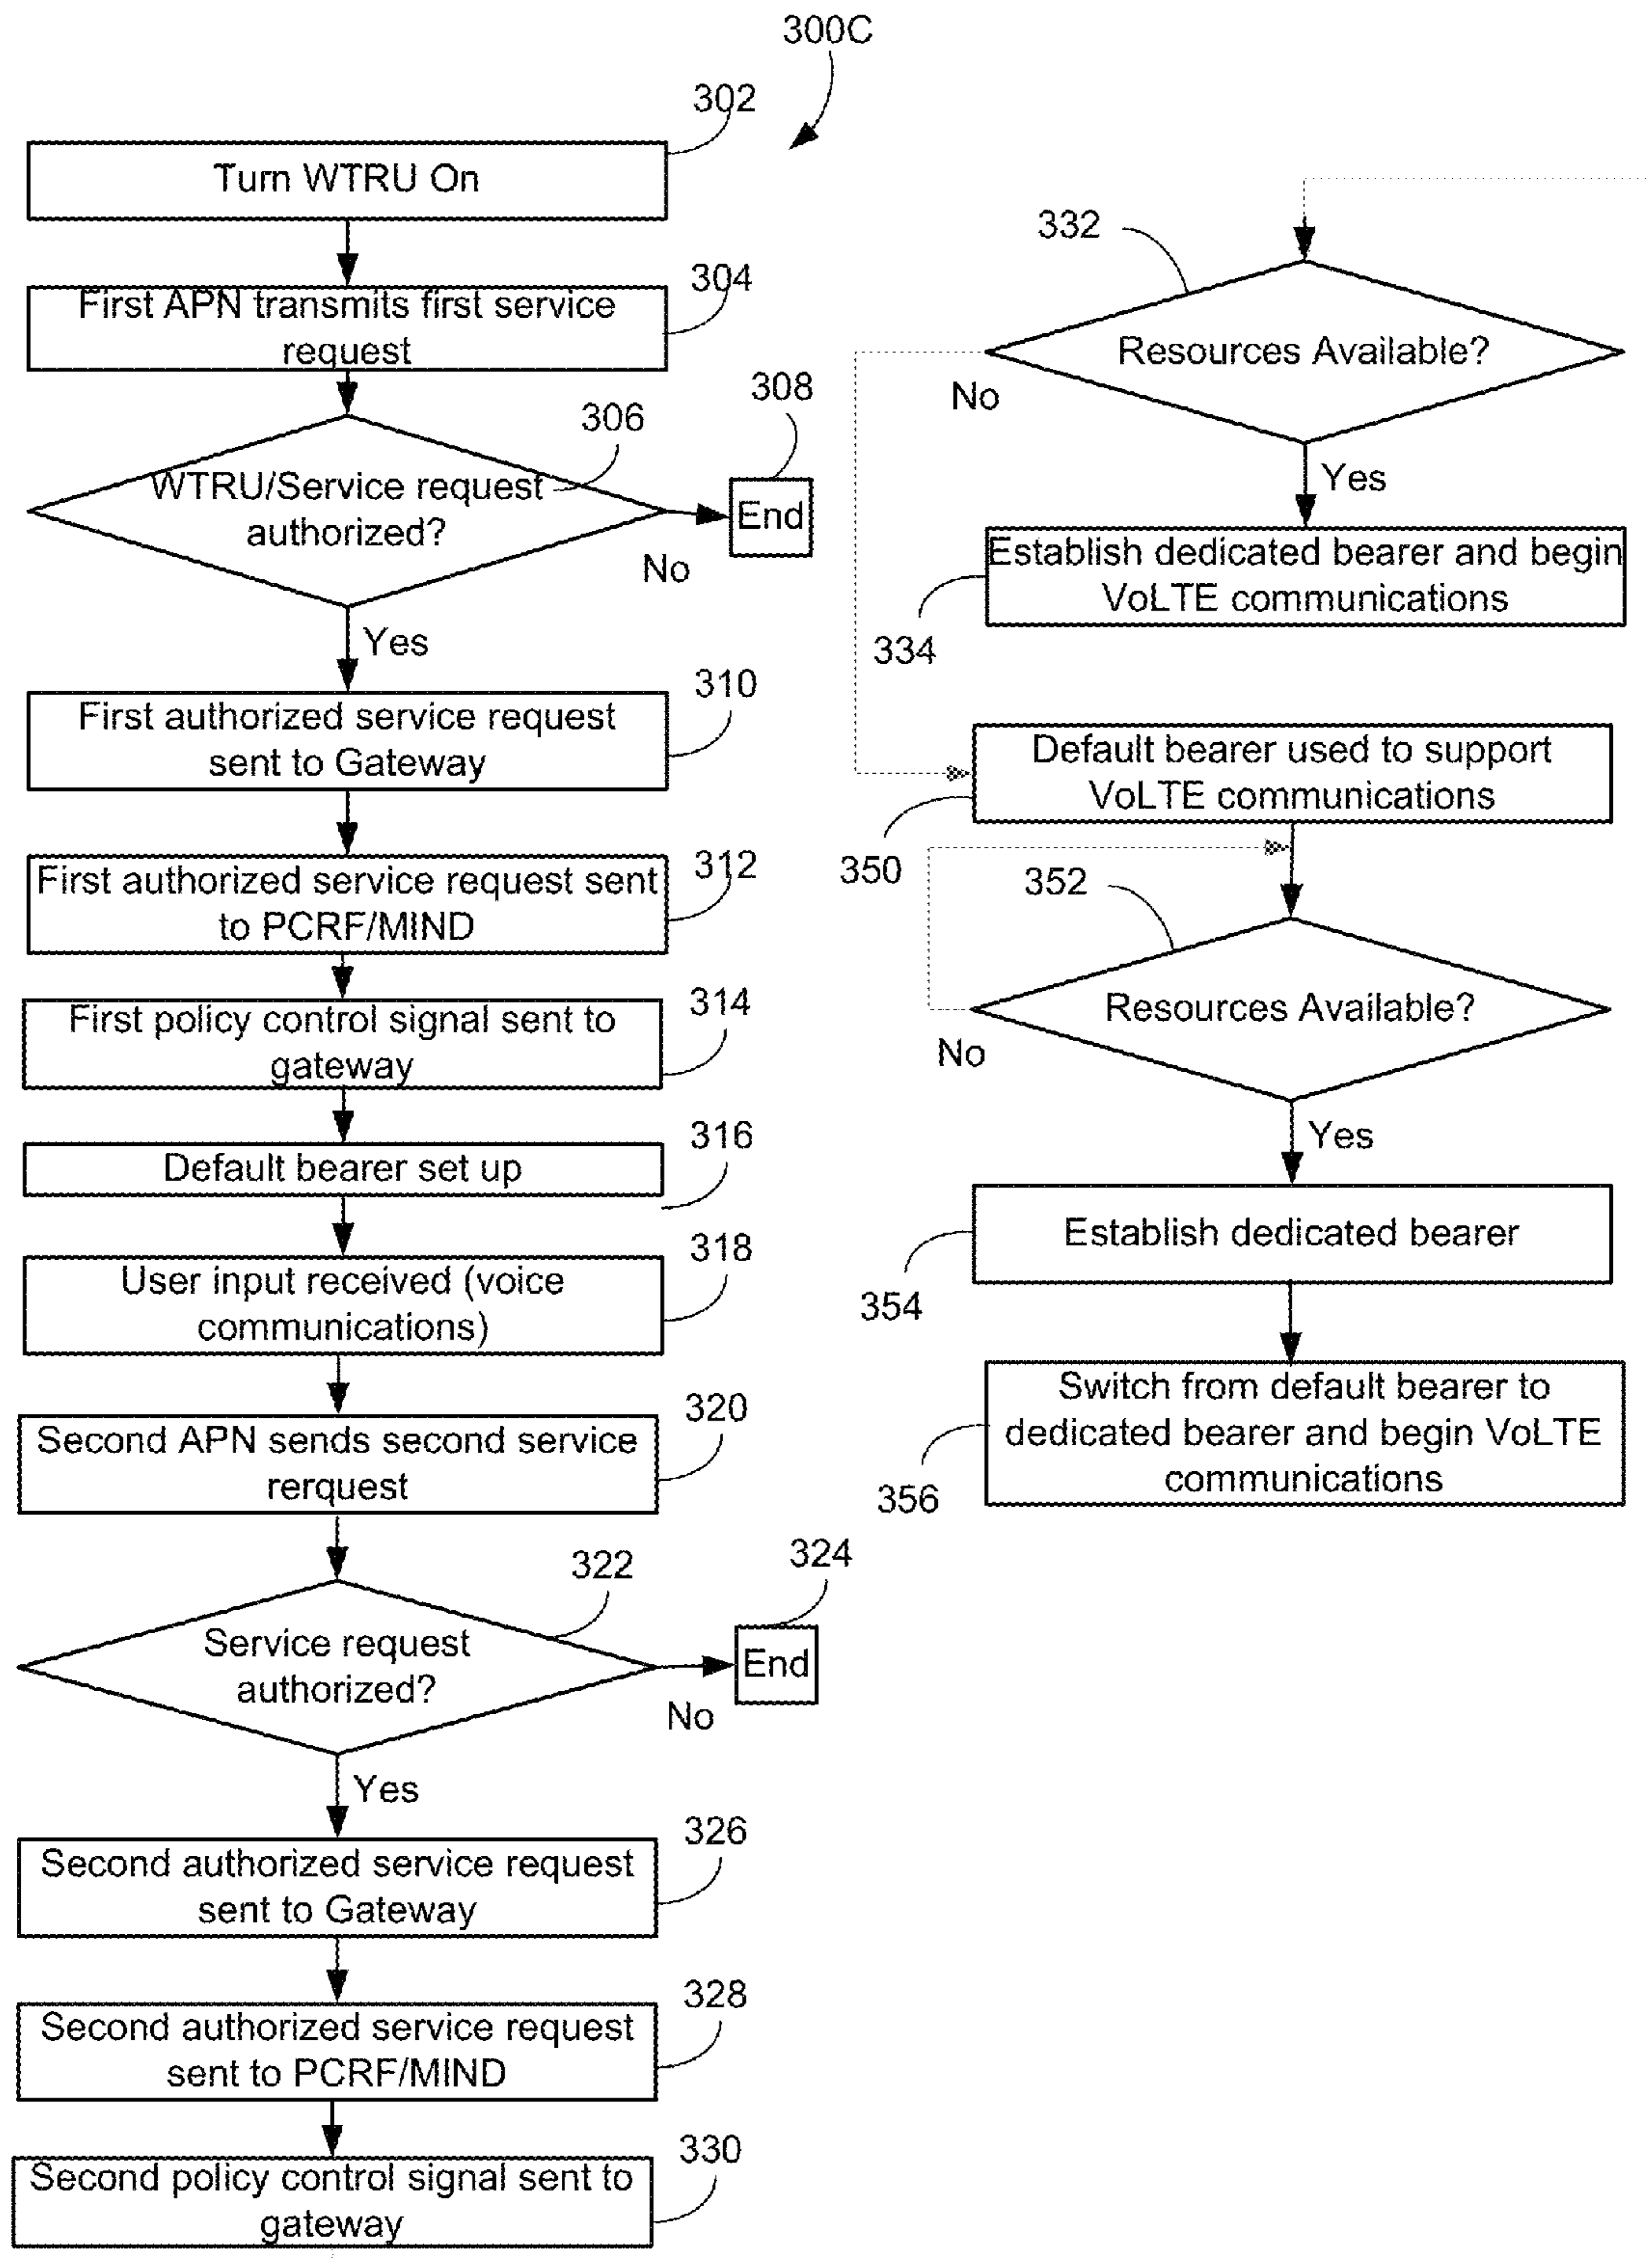 300C
302
Turn WTRU On
304
First APN transmits first service
request
306
WTRU/Service request
authorized?
308
End
No
Yes
310
First authorized service request
sent to Gateway
312
First authorized service request sent
to PCRF/MIND
314
First policy control signal sent to
gateway
316
Default bearer set up
318
User input received (voice
communications)
320
Second APN sends second service
rerquest
322
Service request
authorized?
324
End
No
Yes
326
Second authorized service request
sent to Gateway
328
Second authorized service request
sent to PCRF/MIND
330
Second policy control signal sent to
gateway
332
Resources Available?
No
Yes
Establish dedicated bearer and begin
VoLTE communications
334
Default bearer used to support
VoLTE communications
350
352
Resources Available?
No
Yes
Establish dedicated bearer
354
Switch from default bearer to
dedicated bearer and begin VoLTE
communications
356